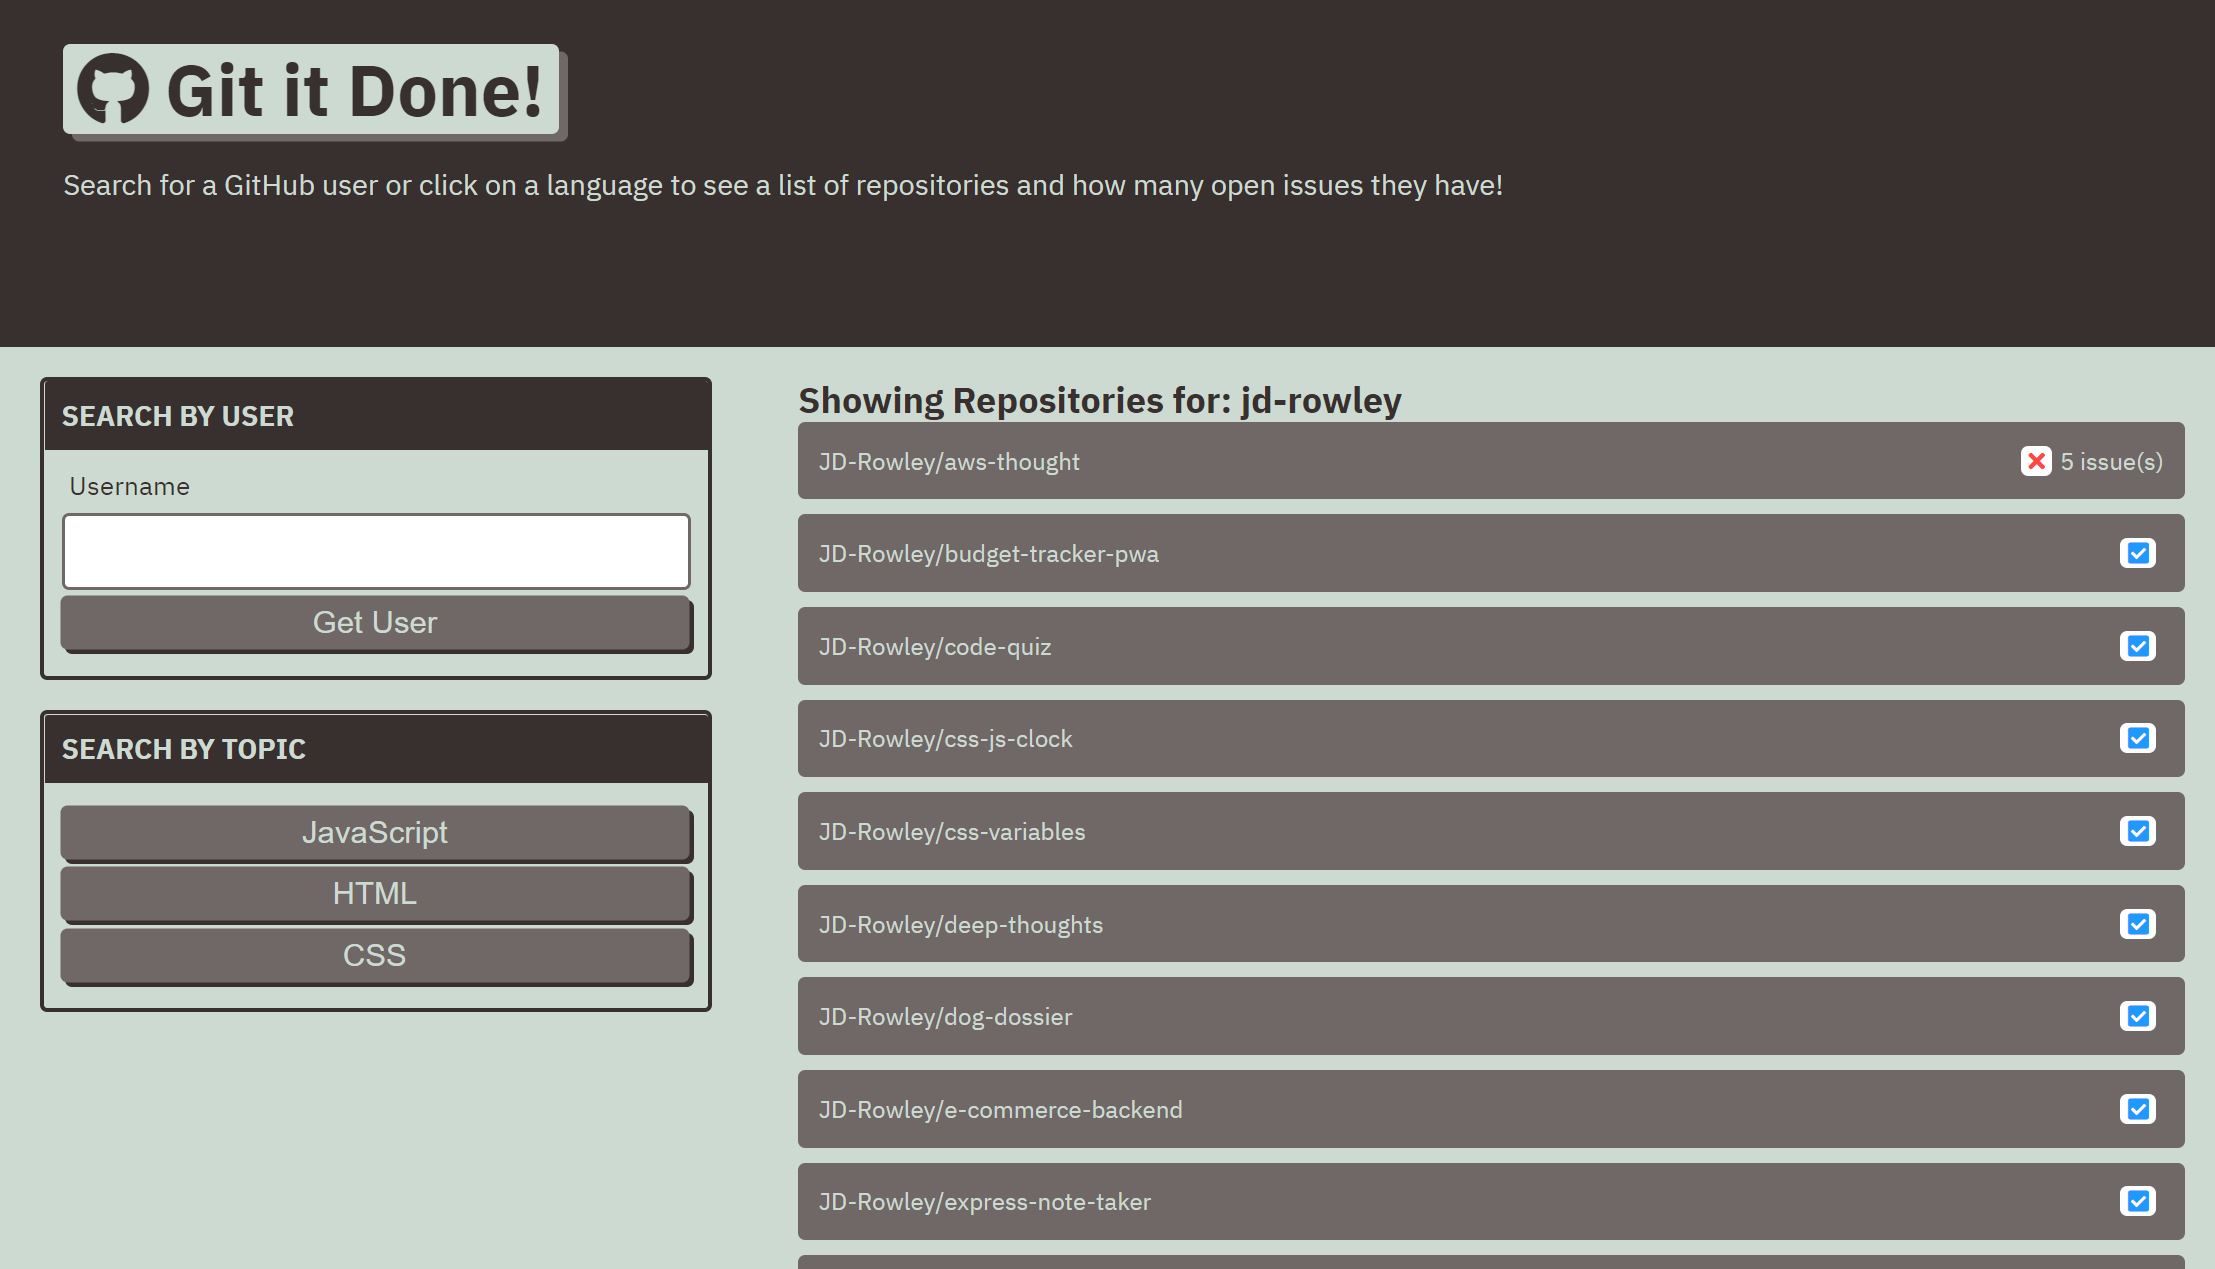 Git it Done!
Search for a GitHub user or click on a language to see a list of repositories and how many open issues they have!
SEARCH BY USER
Username
Get User
SEARCH BY TOPIC
JavaScript
HTML
CSS
Showing Repositories for: jd-rowley
JD-Rowley/aws-thought 5 issue(s)
JD-Rowley/budget-tracker-pwa
JD-Rowley/code-quiz
JD-Rowley/css-js-clock
JD-Rowley/css-variables
JD-Rowley/deep-thoughts
JD-Rowley/dog-dossier
JD-Rowley/e-commerce-backend
JD-Rowley/express-note-taker